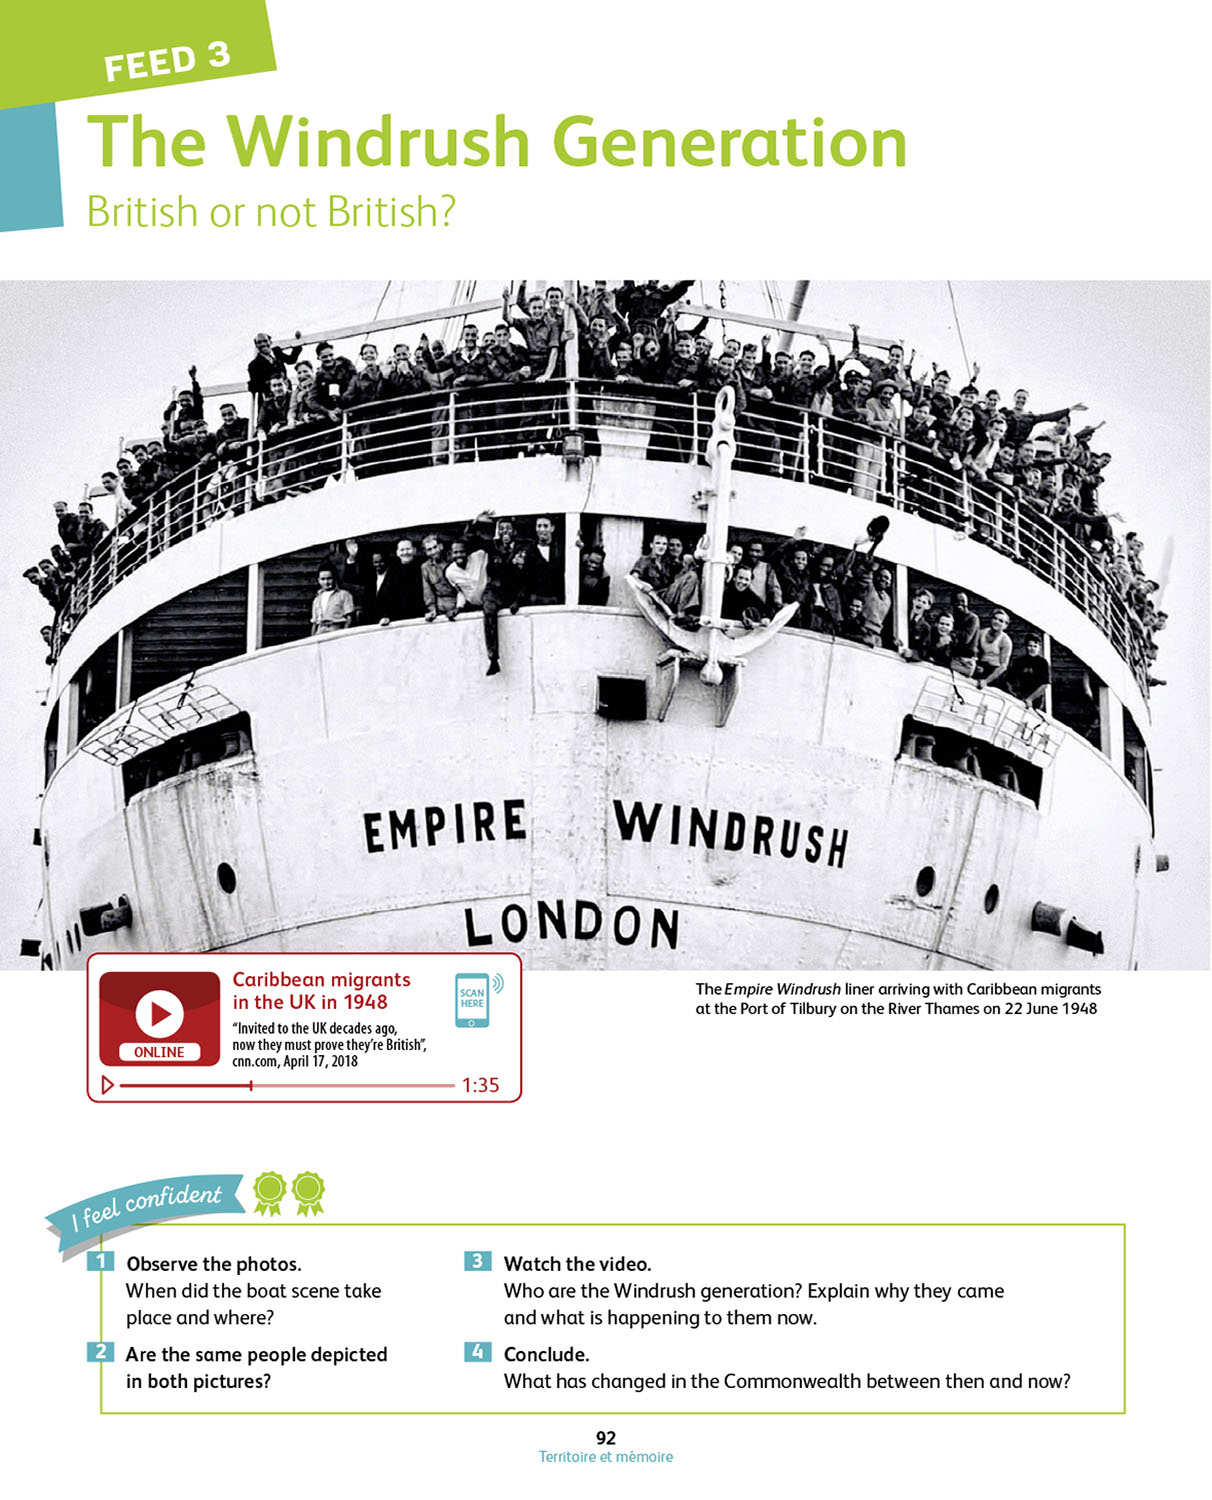 FEED 3
The Windrush Generation
British or not British?
EMPIRE WINDRUSH
LONDON
Caribbean migrants
in the UK in 1948
“Invited to the UK decades ago,
now they must prove they’re British”,
cnn.com, April 17, 2018
ONLINE
SCAN
HERE
1:35
The Empire Windrush liner arriving with Caribbean migrants
at the Port of Tilbury on the River Thames on 22 June 1948
I feel confident
1 Observe the photos.
When did the boat scene take
place and where?
2 Are the same people depicted
in both pictures?
3 Watch the video.
Who are the Windrush generation? Explain why they came
and what is happening to them now.
4 Conclude.
What has changed in the Commonwealth between then and now?
92
Territoire et mémoire